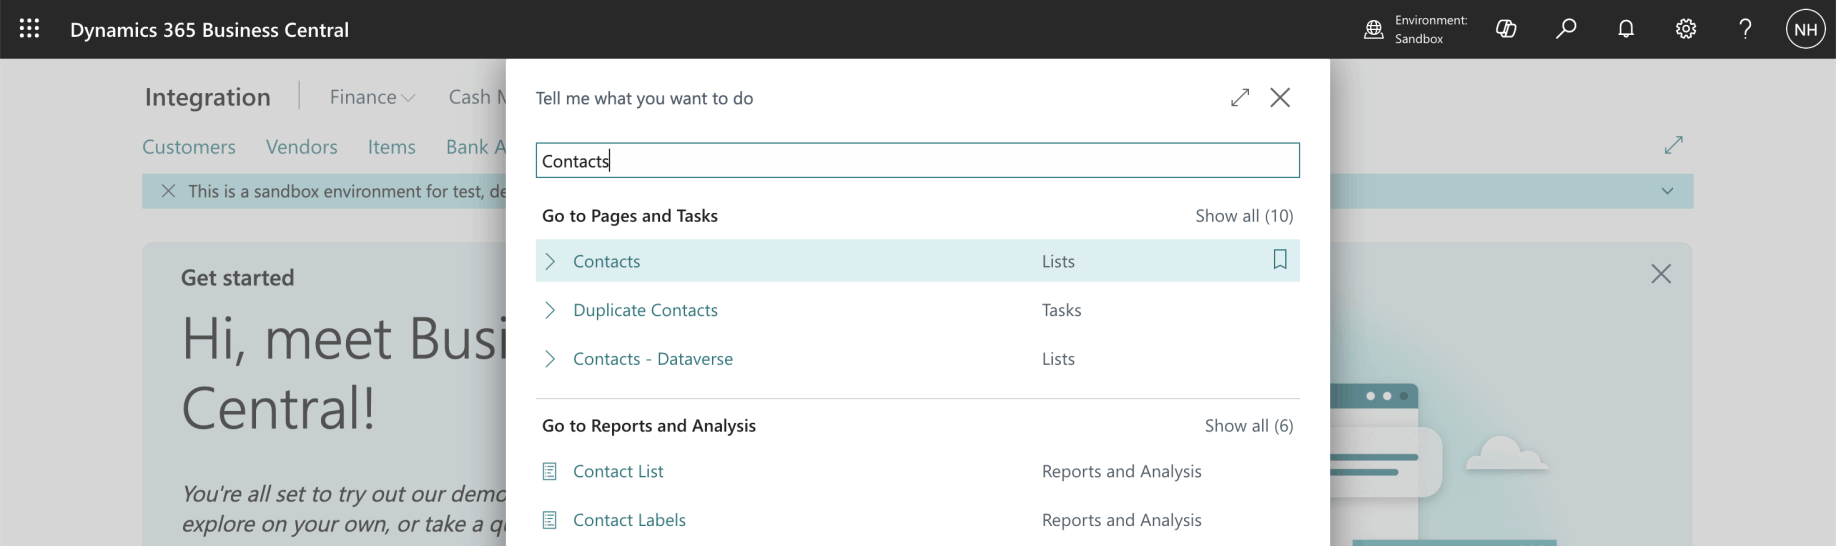 Dynamics 365 Business Central
Environment:
Sandbox
NH
Integration
Finance
Cash
Customers
Vendors
Items
Bank
This is a sandbox environment for test,
Get started
Hi, meet
Central!
You're all set to try out our demo
explore on your own, or take a
Tell me what you want to do
Contacts
Go to Pages and Tasks Show all (10)
Contacts Lists
Duplicate Contacts Tasks
Contacts - Dataverse Lists
Go to Reports and Analysis Show all (6)
Contact List Reports and Analysis
Contact Labels Reports and Analysis